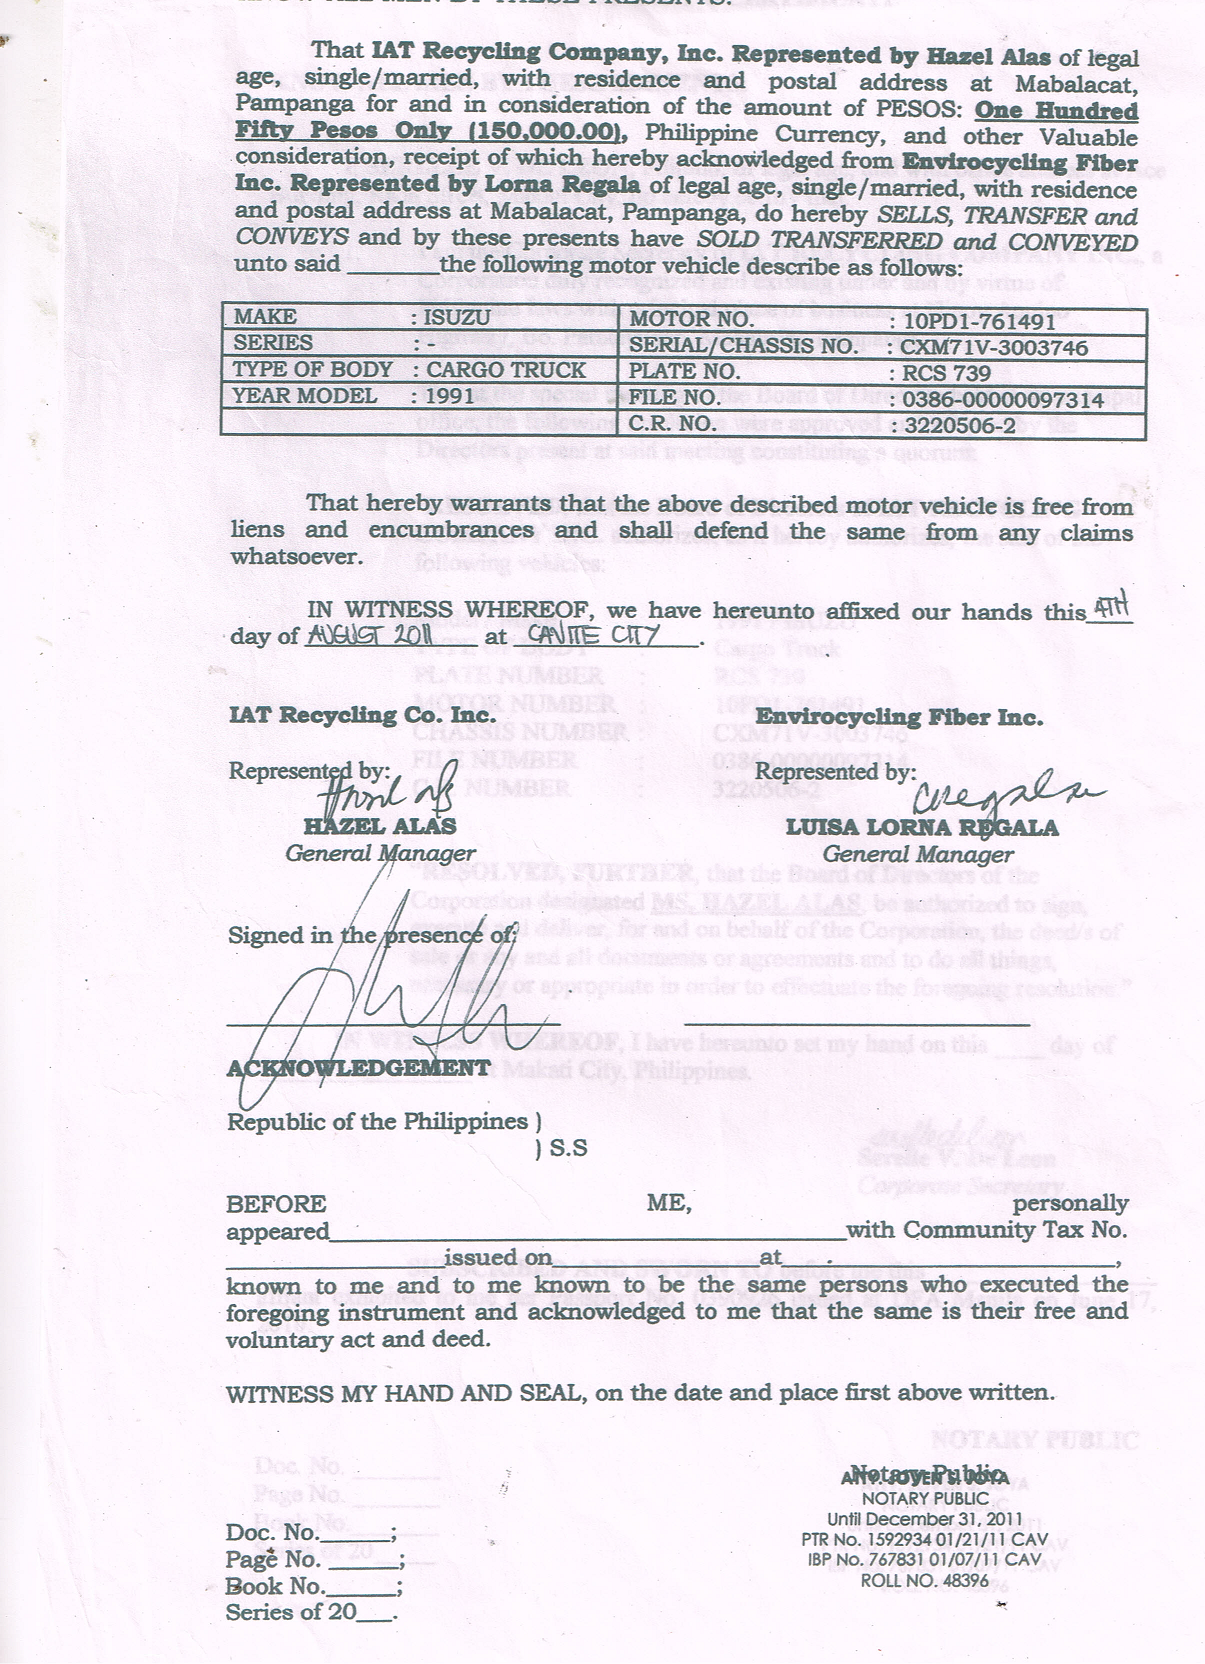 KNOW ALL MEN BY THESE PRESENTS:
That IAT Recycling Company, Inc. Represented by Hazel Alas of legal
age, single/married, with residence and postal address at Mabalacat,
Pampanga for and in consideration of the amount of PESOS: One Hundred
Fifty Pesos Only (150,000.00), Philippine Currency, and other Valuable
consideration, receipt of which hereby acknowledged from Envirocycling Fiber
Inc. Represented by Lorna Regala of legal age, single/married, with residence
and postal address at Mabalacat, Pampanga, do hereby SELLS, TRANSFER and
CONVEYS and by these presents have SOLD TRANSFERRED and CONVEYED
unto said _______the following motor vehicle describe as follows:
MAKE : ISUZU MOTOR NO. : 10PD1-761491
SERIES : - SERIAL/CHASSIS NO. : CXM71V-3003746
TYPE OF BODY : CARGO TRUCK PLATE NO. : RCS 739
YEAR MODEL : 1991 FILE NO. : 0386-00000097314
C.R. NO. : 3220506-2
That hereby warrants that the above described motor vehicle is free from
liens and encumbrances and shall defend the same from any claims
whatsoever.
IN WITNESS WHEREOF, we have hereunto affixed our hands this 4TH
day of AUGUST 2011 at CAVITE CITY.
IAT Recycling Co. Inc. Envirocycling Fiber Inc.
Represented by: Represented by:
HAZEL ALAS LUISA LORNA REGALA
General Manager General Manager
Signed in the presence of:
ACKNOWLEDGEMENT
Republic of the Philippines )
) S.S
BEFORE ME, personally
appeared_______________with Community Tax No.
_______________issued on_______________at_______________,
known to me and to me known to be the same persons who executed the
foregoing instrument and acknowledged to me that the same is their free and
voluntary act and deed.
WITNESS MY HAND AND SEAL, on the date and place first above written.
Notary Public
ATTY. JOVEN S. JOYA
NOTARY PUBLIC
Until December 31, 2011
PTR No. 1592934 01/21/11 CAV
IBP No. 767831 01/07/11 CAV
ROLL NO. 48396
Doc. No.______;
Page No. ______;
Book No.______;
Series of 20___.